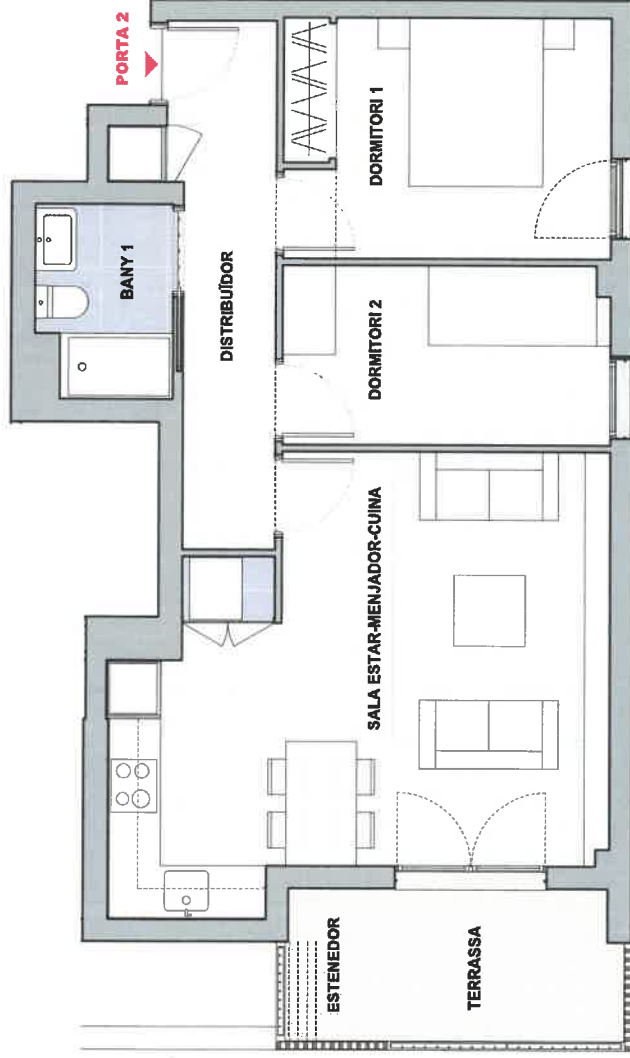 PORTA 2
BANY 1
DISTRIBUÏDOR
DORMITORI 1
DORMITORI 2
SALA ESTAR-MENJADOR-CUINA
ESTENEDOR
TERRASSA